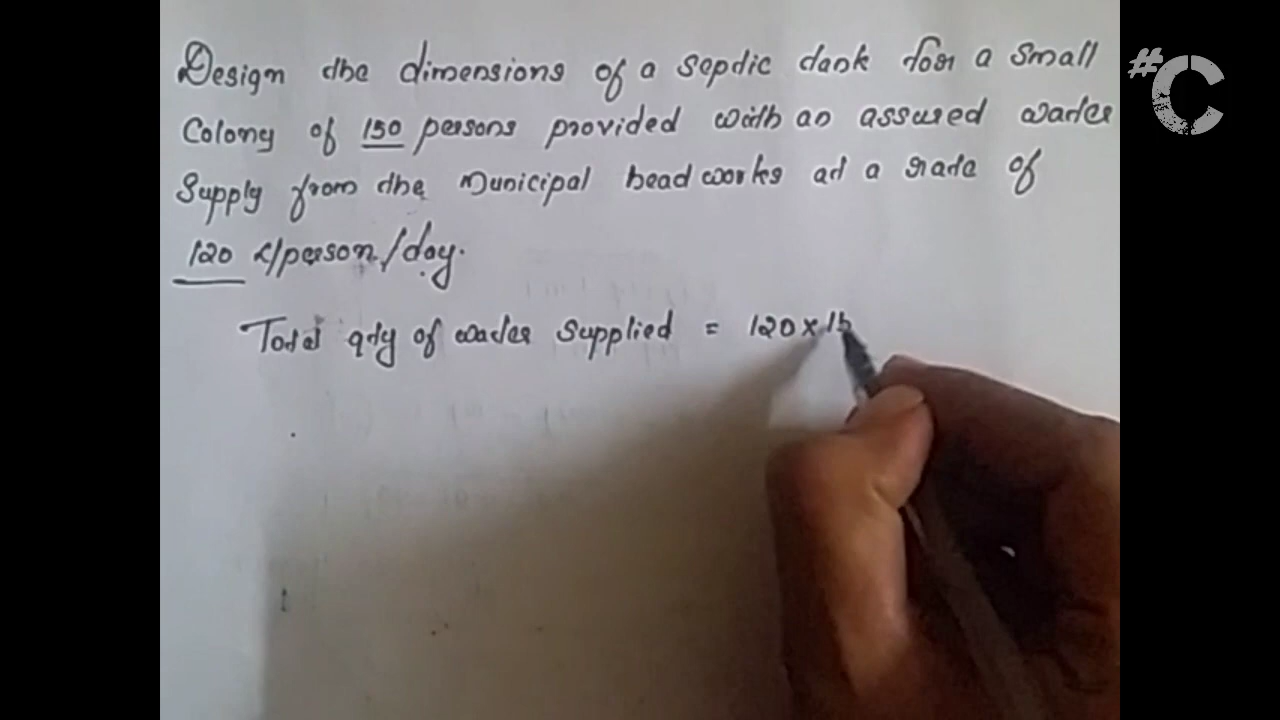 Design the dimensions of a septic tank for a small
Colony of 150 persons provided with an assured water
Supply from the Municipal head works at a rate of
120 L/person/day.
Total qty of water Supplied = 120 x 15
#C